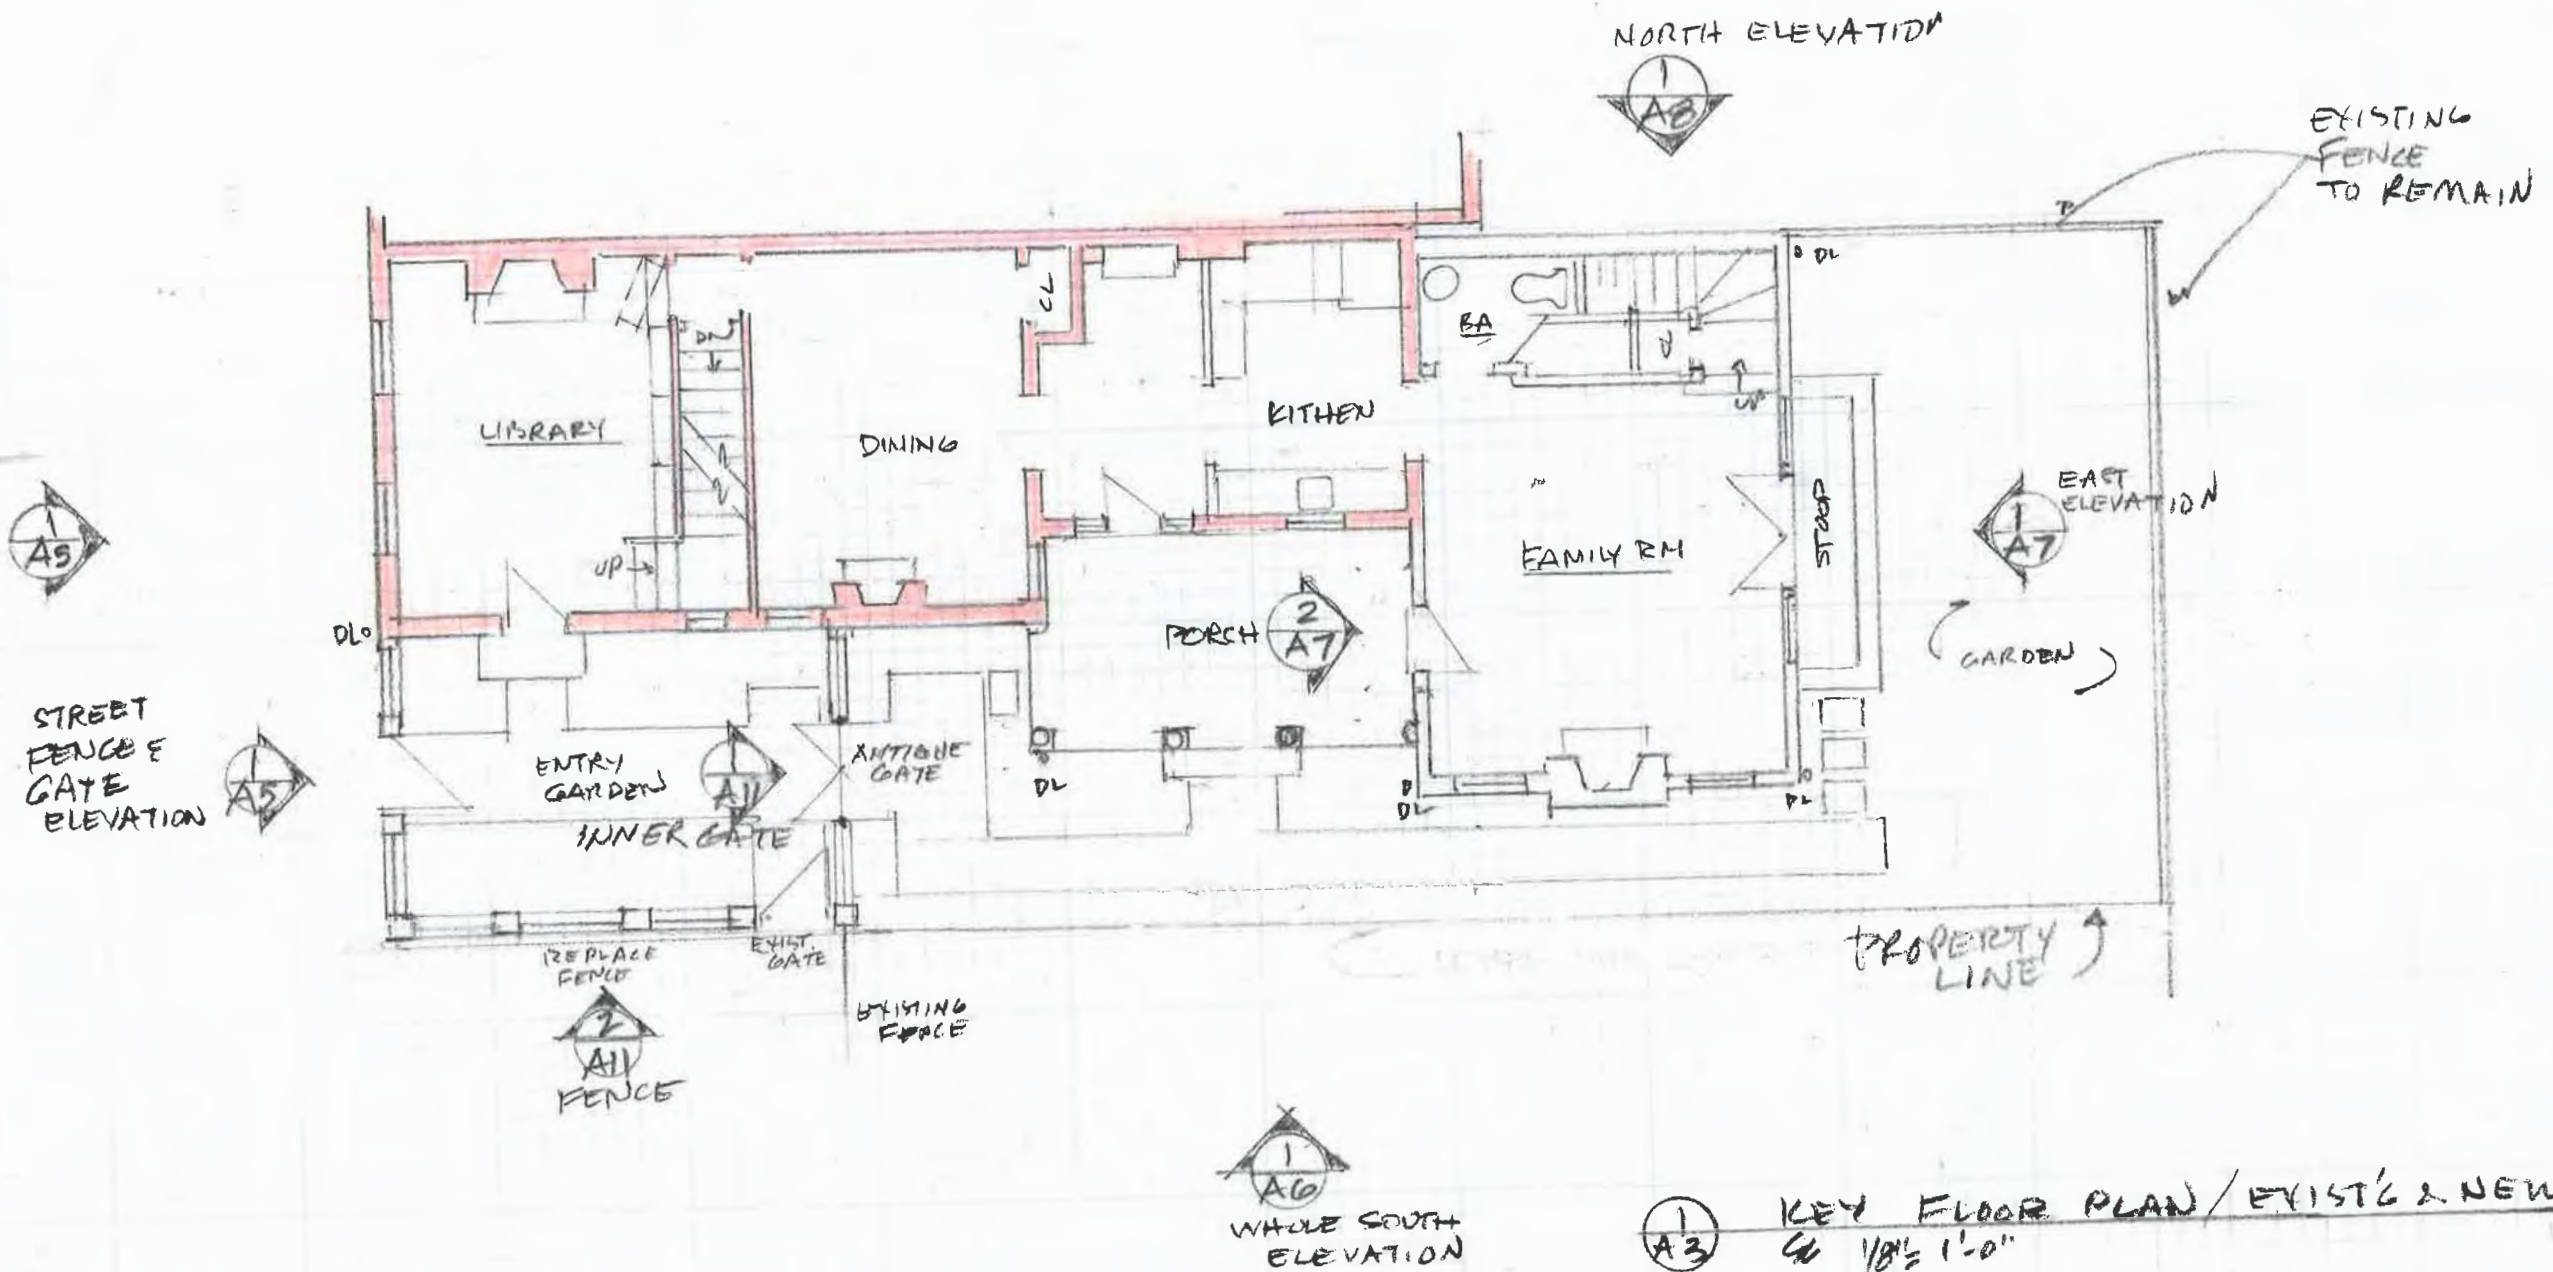 NORTH ELEVATION
1
A8
EXISTING
FENCE
TO REMAIN
DL
CL
BA
DN
UP
LIBRARY
DINING
KITHEN
UP
FAMILY RM
STOOP
1
A5
EAST
ELEVATION
1
A7
PORCH
2
A7
GARDEN
DL
STREET
FENCE &
GATE
ELEVATION
1
A5
ENTRY
GARDEN
1
A11
INNER GATE
ANTIQUE
GATE
DL
DL
DL
REPLACE
FENCE
EXIST.
GATE
EXISTING
FENCE
PROPERTY
LINE
2
A11
FENCE
1
A6
WHOLE SOUTH
ELEVATION
1
A3
KEY FLOOR PLAN/EXIST'G & NEW
1/8"= 1'-0"